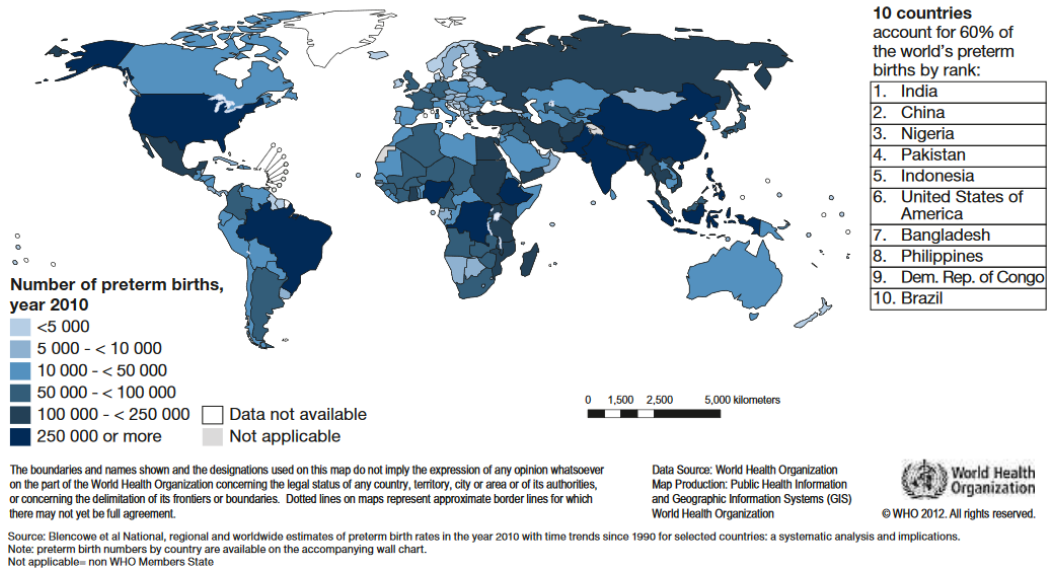 10 countries
account for 60% of
the world's preterm
births by rank:
1. India
2. China
3. Nigeria
4. Pakistan
5. Indonesia
6. United States of
America
7. Bangladesh
8. Philippines
9. Dem. Rep. of Congo
10. Brazil
Number of preterm births,
year 2010
<5 000
5 000 - < 10 000
10 000 - < 50 000
50 000 - < 100 000
100 000 - < 250 000
250 000 or more
Data not available
Not applicable
0 1,500 2,500 5,000 kilometers
The boundaries and names shown and the designations used on this map do not imply the expression of any opinion whatsoever
on the part of the World Health Organization concerning the legal status of any country, territory, city or area or of its authorities,
or concerning the delimitation of its frontiers or boundaries. Dotted lines on maps represent approximate border lines for which
there may not yet be full agreement.
Data Source: World Health Organization
Map Production: Public Health Information
and Geographic Information Systems (GIS)
World Health Organization
World Health
Organization
© WHO 2012. All rights reserved.
Source: Blencowe et al National, regional and worldwide estimates of preterm birth rates in the year 2010 with time trends since 1990 for selected countries: a systematic analysis and implications.
Note: preterm birth numbers by country are available on the accompanying wall chart.
Not applicable= non WHO Members State